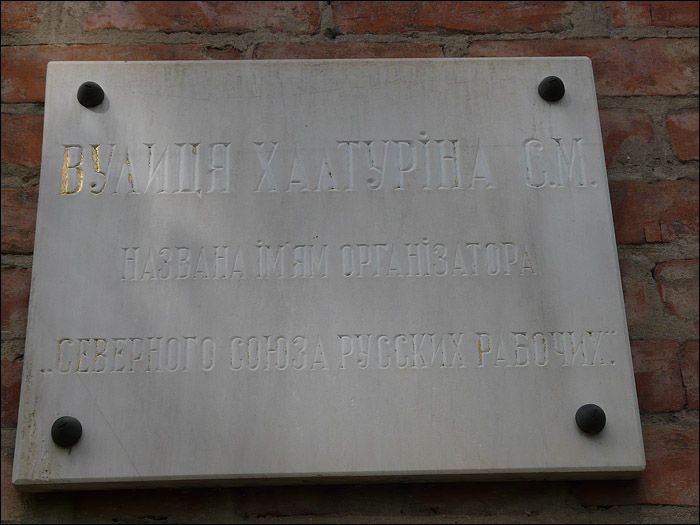 ВУЛИЦЯ ХАЛТУРІНА С.М.
НАЗВАНА ІМ'ЯМ ОРГАНІЗАТОРА
„СЕВЕРНОГО СОЮЗА РУССКИХ РАБОЧИХ".